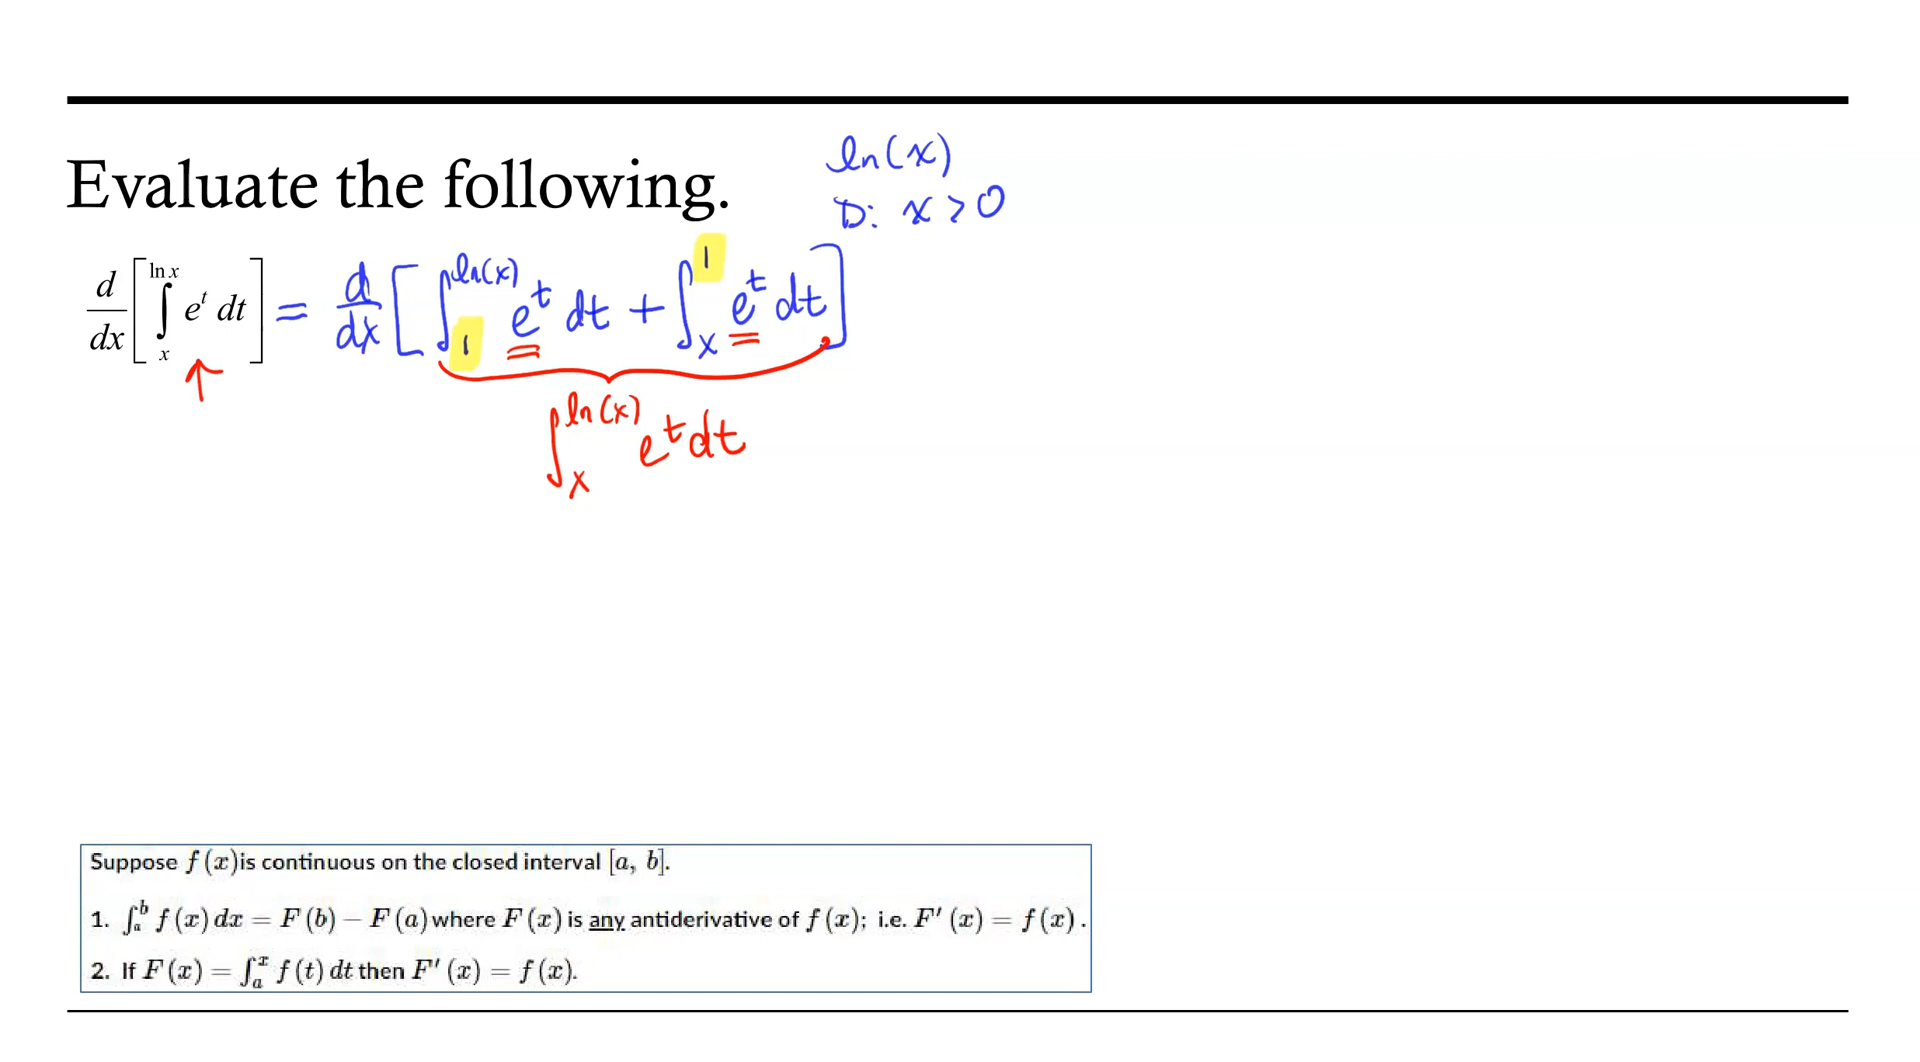 Evaluate the following.
ln(x)
D: x > 0
d/dx [∫_x^{ln x} e^t dt] = d/dx [∫_1^{ln(x)} e^t dt + ∫_x^1 e^t dt]
∫_x^{ln(x)} e^t dt
Suppose f (x)is continuous on the closed interval [a, b].
1. ∫_a^b f (x) dx = F (b) − F (a) where F (x) is any antiderivative of f (x); i.e. F′ (x) = f (x) .
2. If F (x) = ∫_a^x f (t) dt then F′ (x) = f (x).